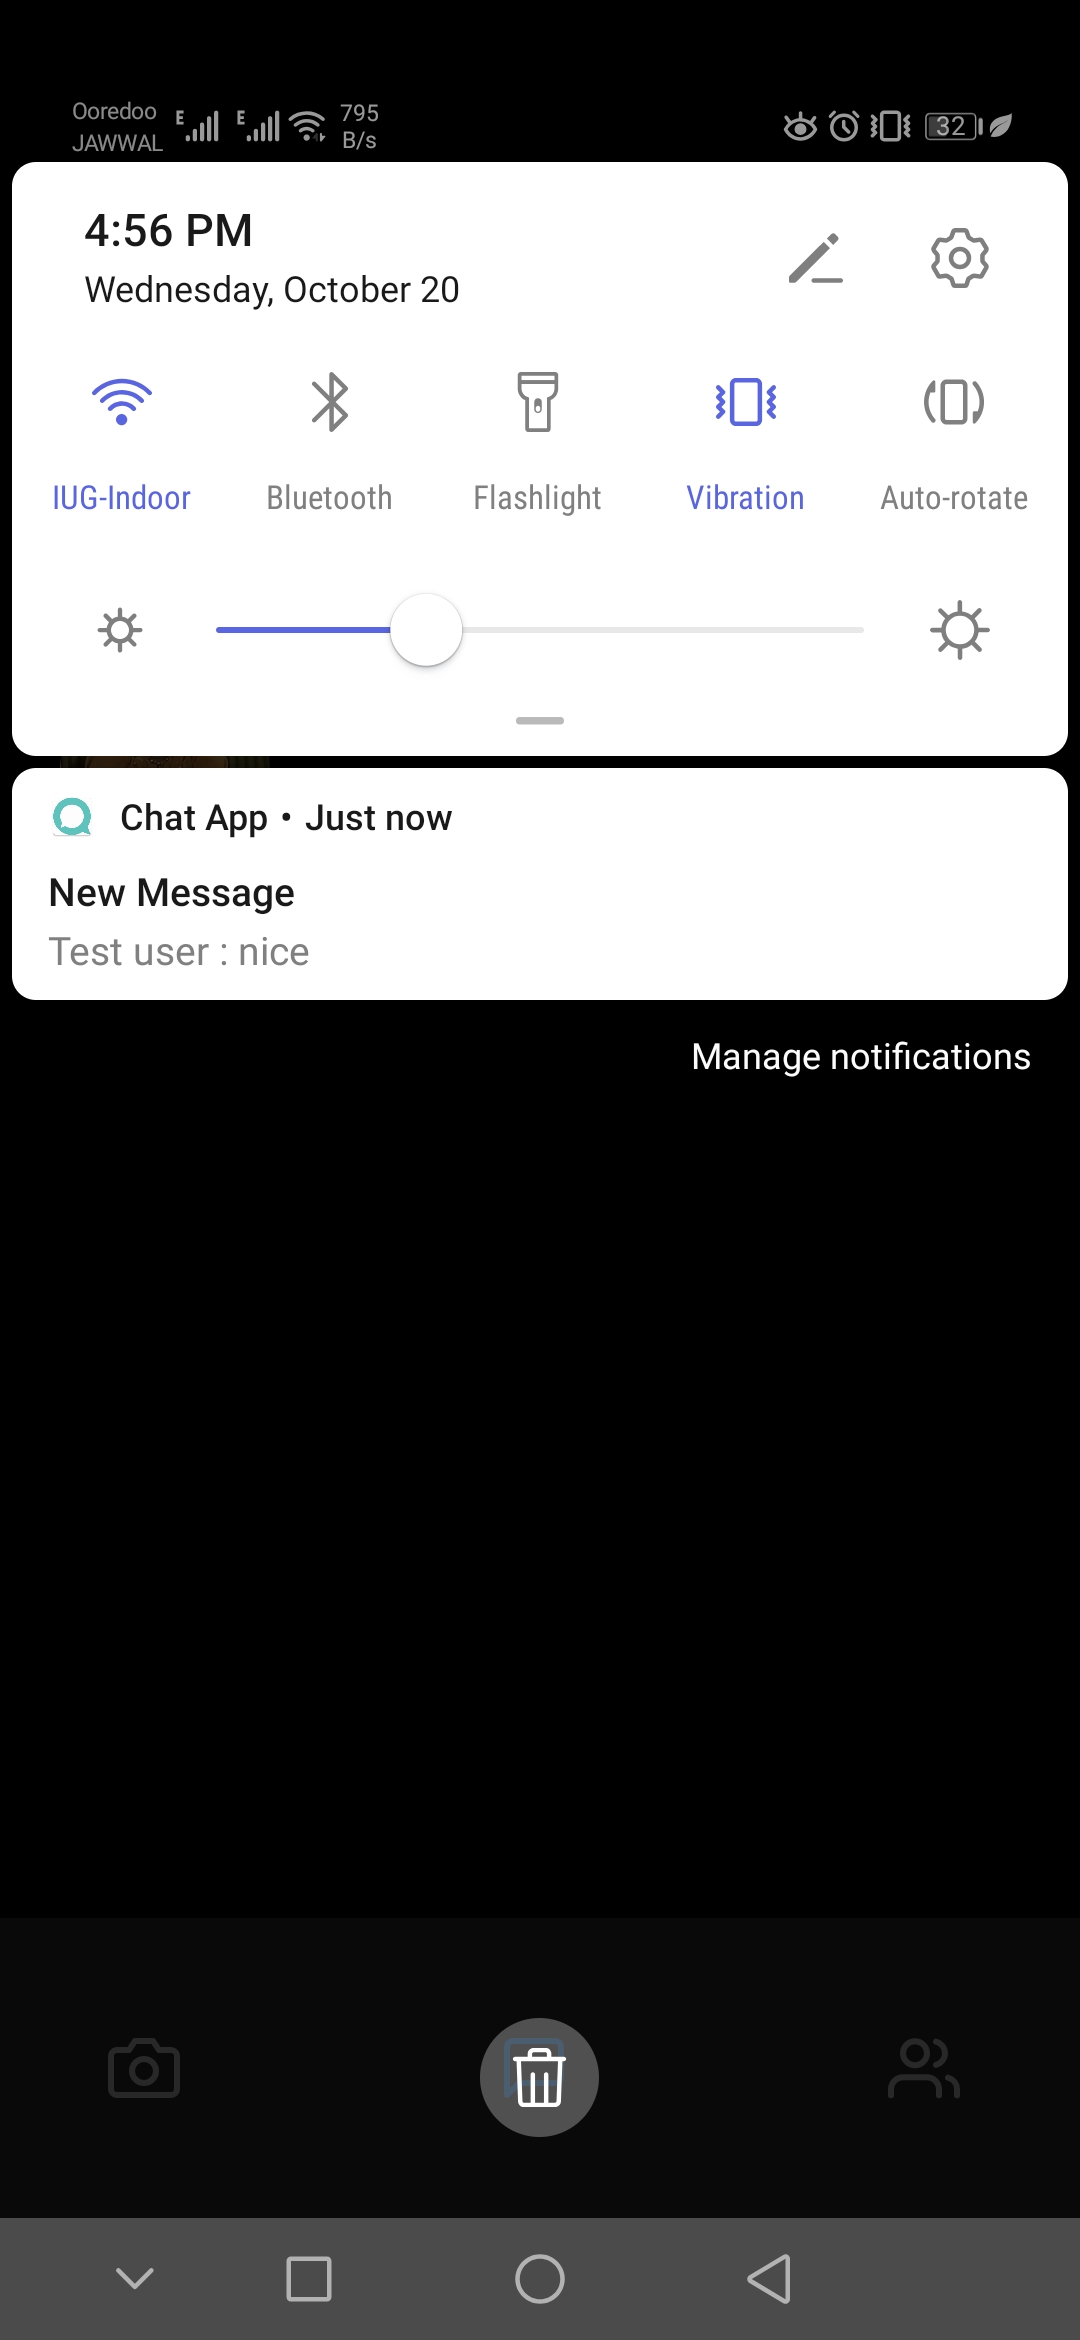 Ooredoo
JAWWAL
E
E
795
B/s
32
4:56 PM
Wednesday, October 20
IUG-Indoor
Bluetooth
Flashlight
Vibration
Auto-rotate
Chat App • Just now
New Message
Test user : nice
Manage notifications